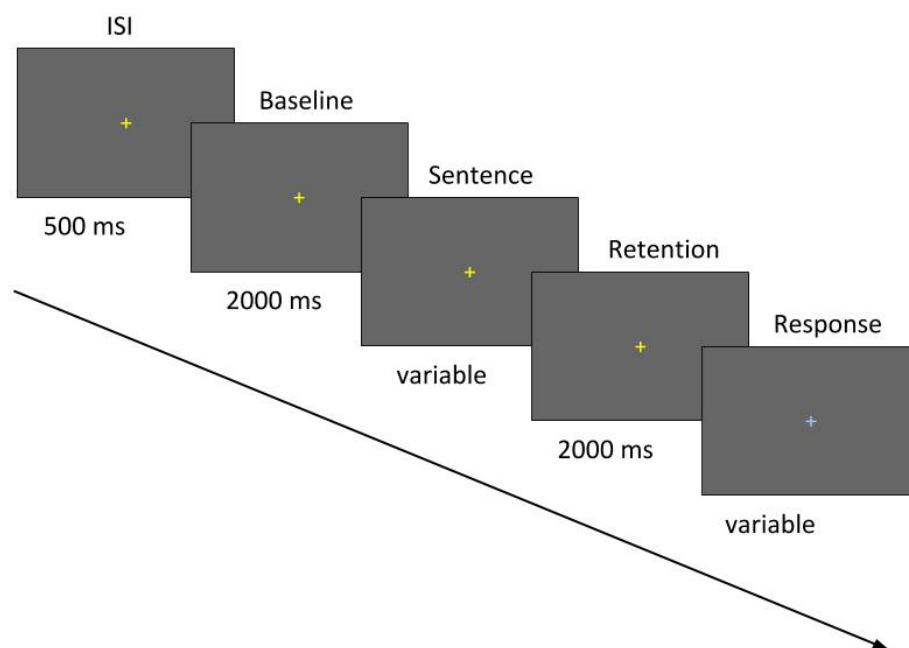 ISI
500 ms
Baseline
2000 ms
Sentence
variable
Retention
2000 ms
Response
variable